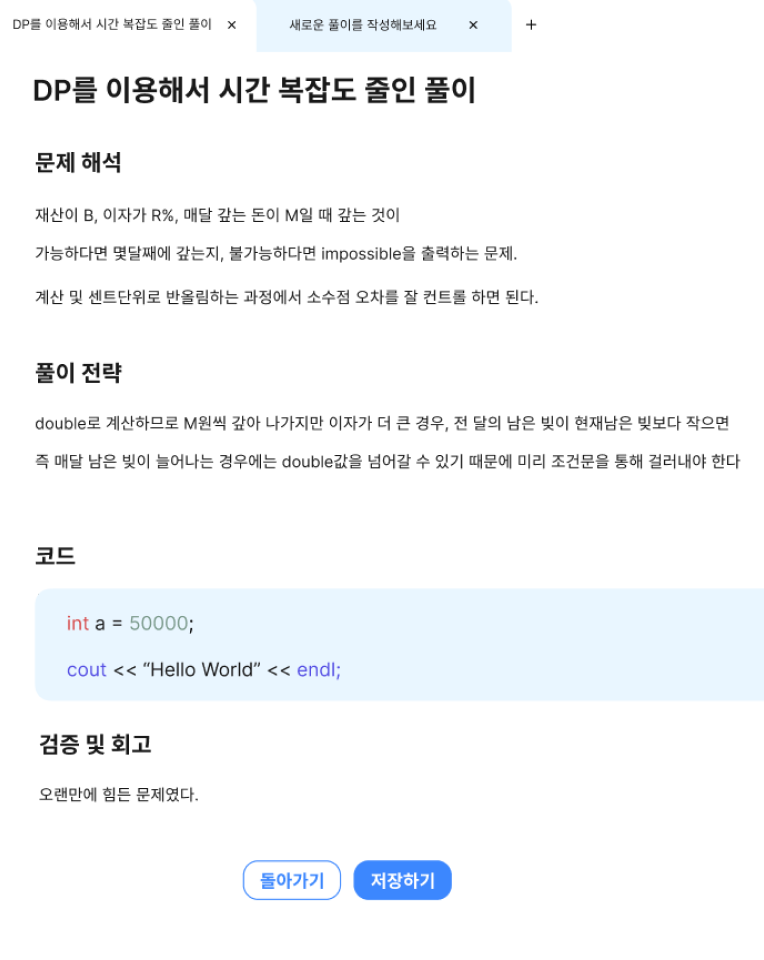 DP를 이용해서 시간 복잡도 줄인 풀이 × 새로운 풀이를 작성해보세요 × +
DP를 이용해서 시간 복잡도 줄인 풀이
문제 해석
재산이 B, 이자가 R%, 매달 갚는 돈이 M일 때 갚는 것이
가능하다면 몇달째에 갚는지, 불가능하다면 impossible을 출력하는 문제.
계산 및 센트단위로 반올림하는 과정에서 소수점 오차를 잘 컨트롤 하면 된다.
풀이 전략
double로 계산하므로 M원씩 갚아 나가지만 이자가 더 큰 경우, 전 달의 남은 빚이 현재남은 빚보다 작으면
즉 매달 남은 빚이 늘어나는 경우에는 double값을 넘어갈 수 있기 때문에 미리 조건문을 통해 걸러내야 한다
코드
int a = 50000;
cout << “Hello World” << endl;
검증 및 회고
오랜만에 힘든 문제였다.
돌아가기 저장하기